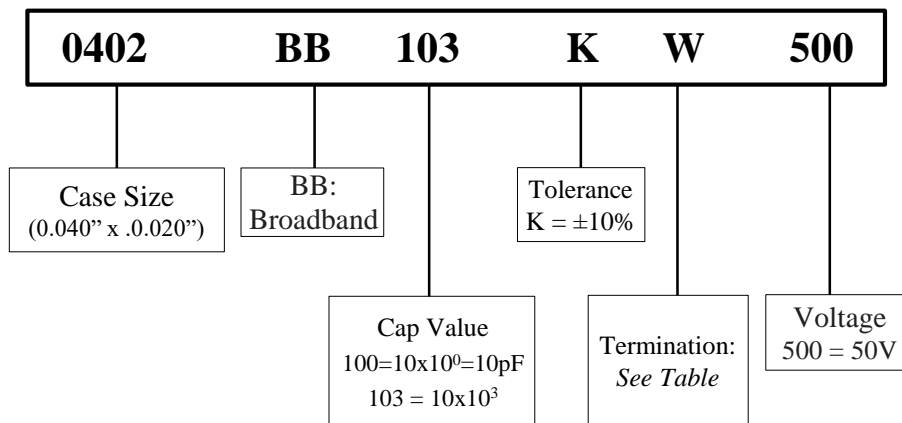 0402 BB 103 K W 500
Case Size
(0.040” x .0.020”)
BB:
Broadband
Cap Value
100=10x10⁰=10pF
103 = 10x10³
Tolerance
K = ±10%
Termination:
See Table
Voltage
500 = 50V